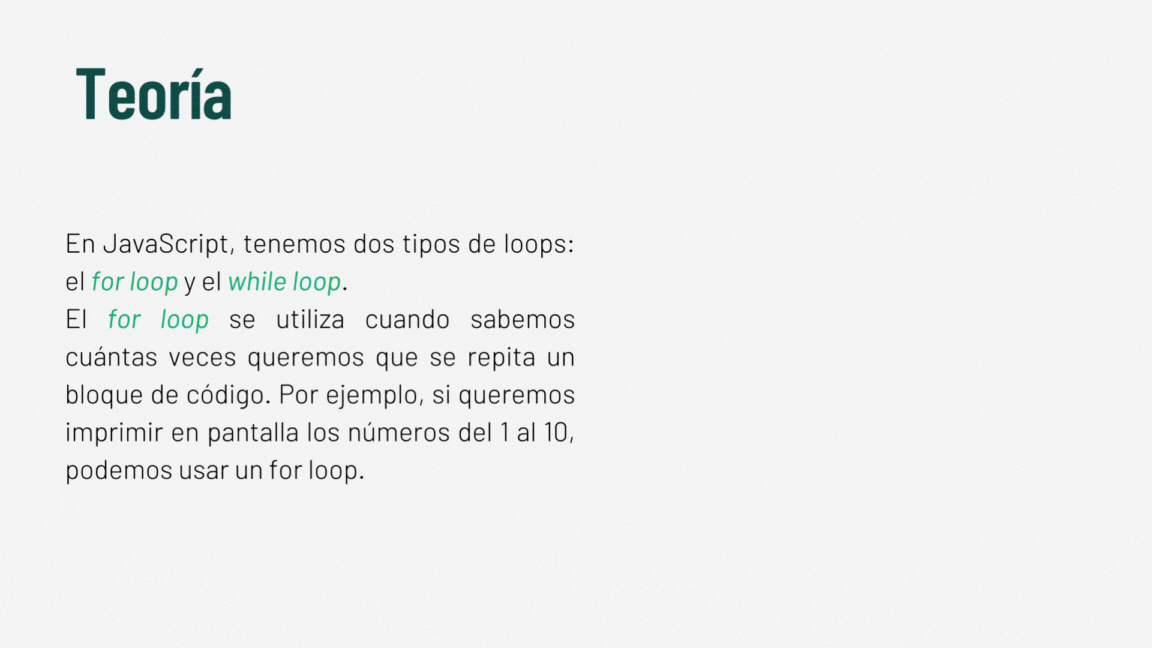 Teoría
En JavaScript, tenemos dos tipos de loops:
el for loop y el while loop.
El for loop se utiliza cuando sabemos
cuántas veces queremos que se repita un
bloque de código. Por ejemplo, si queremos
imprimir en pantalla los números del 1 al 10,
podemos usar un for loop.